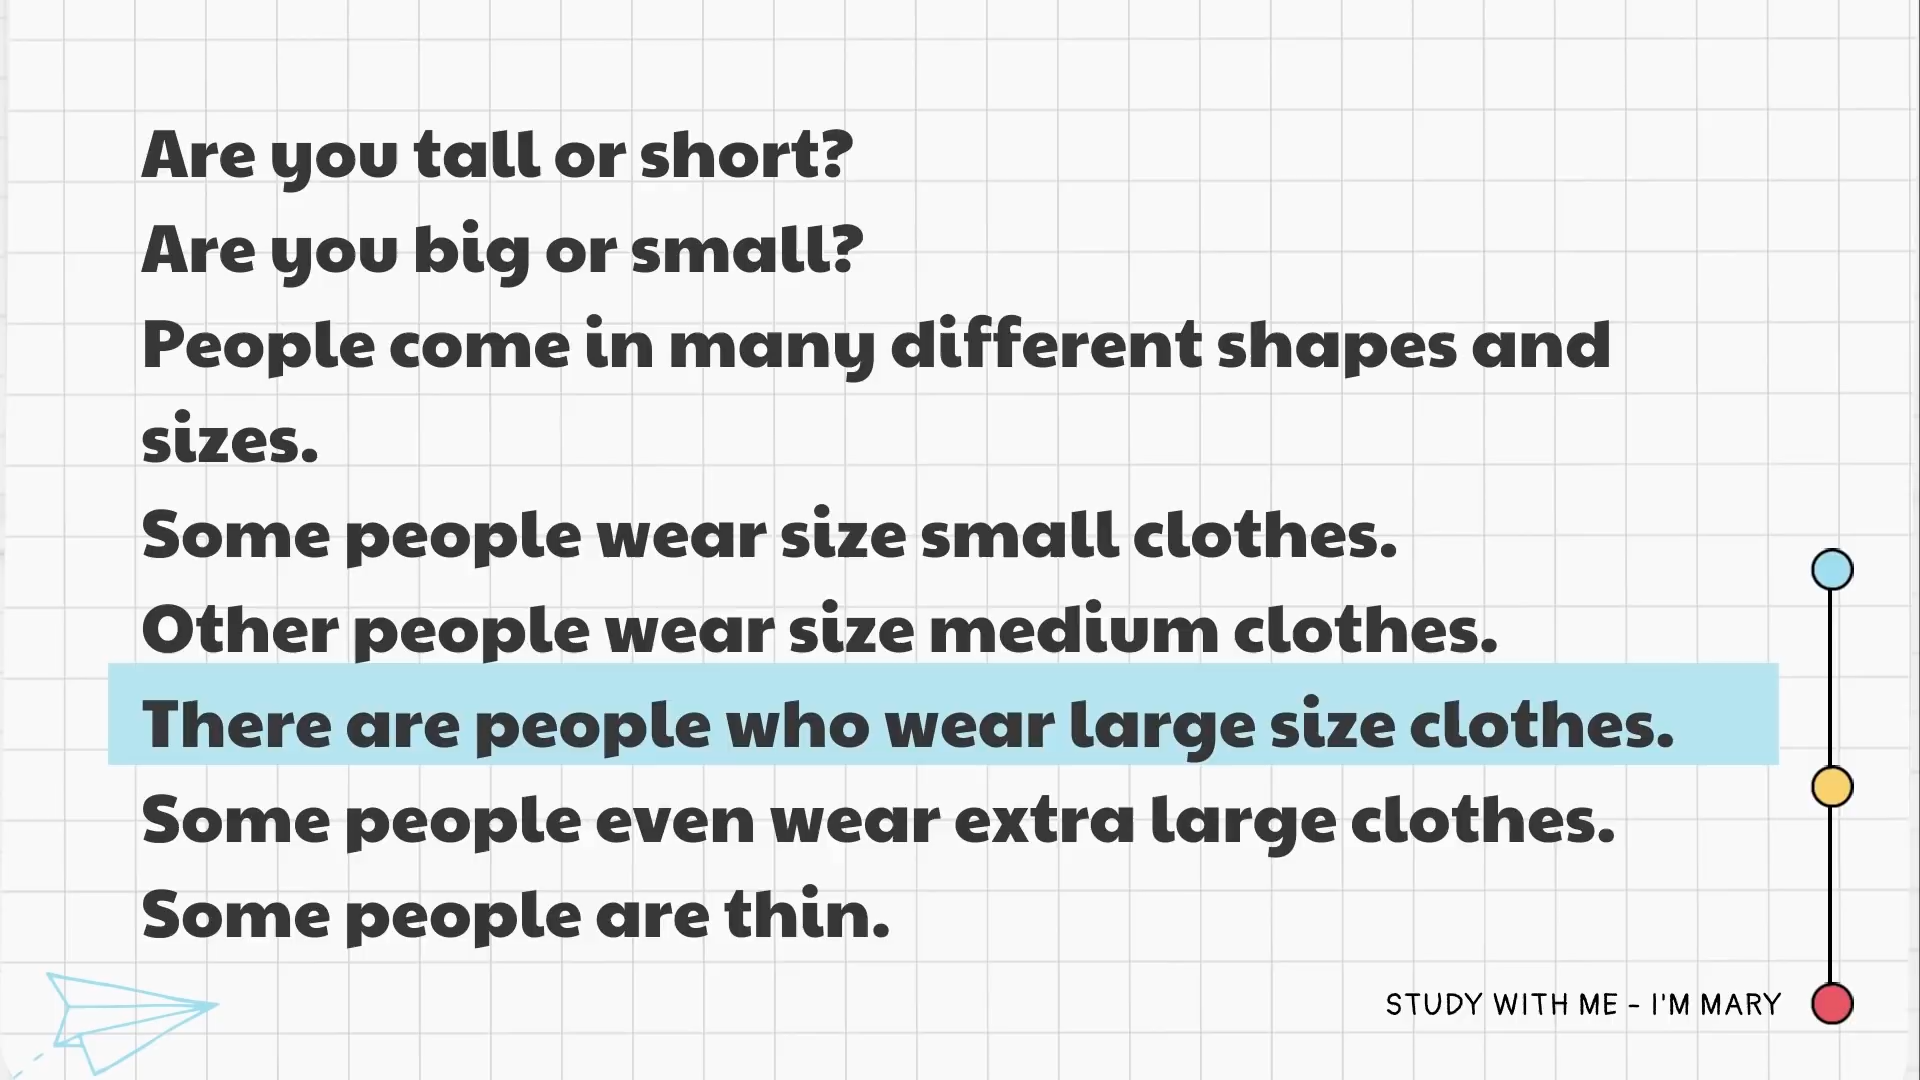 Are you tall or short?
Are you big or small?
People come in many different shapes and
sizes.
Some people wear size small clothes.
Other people wear size medium clothes.
There are people who wear large size clothes.
Some people even wear extra large clothes.
Some people are thin.
STUDY WITH ME - I'M MARY